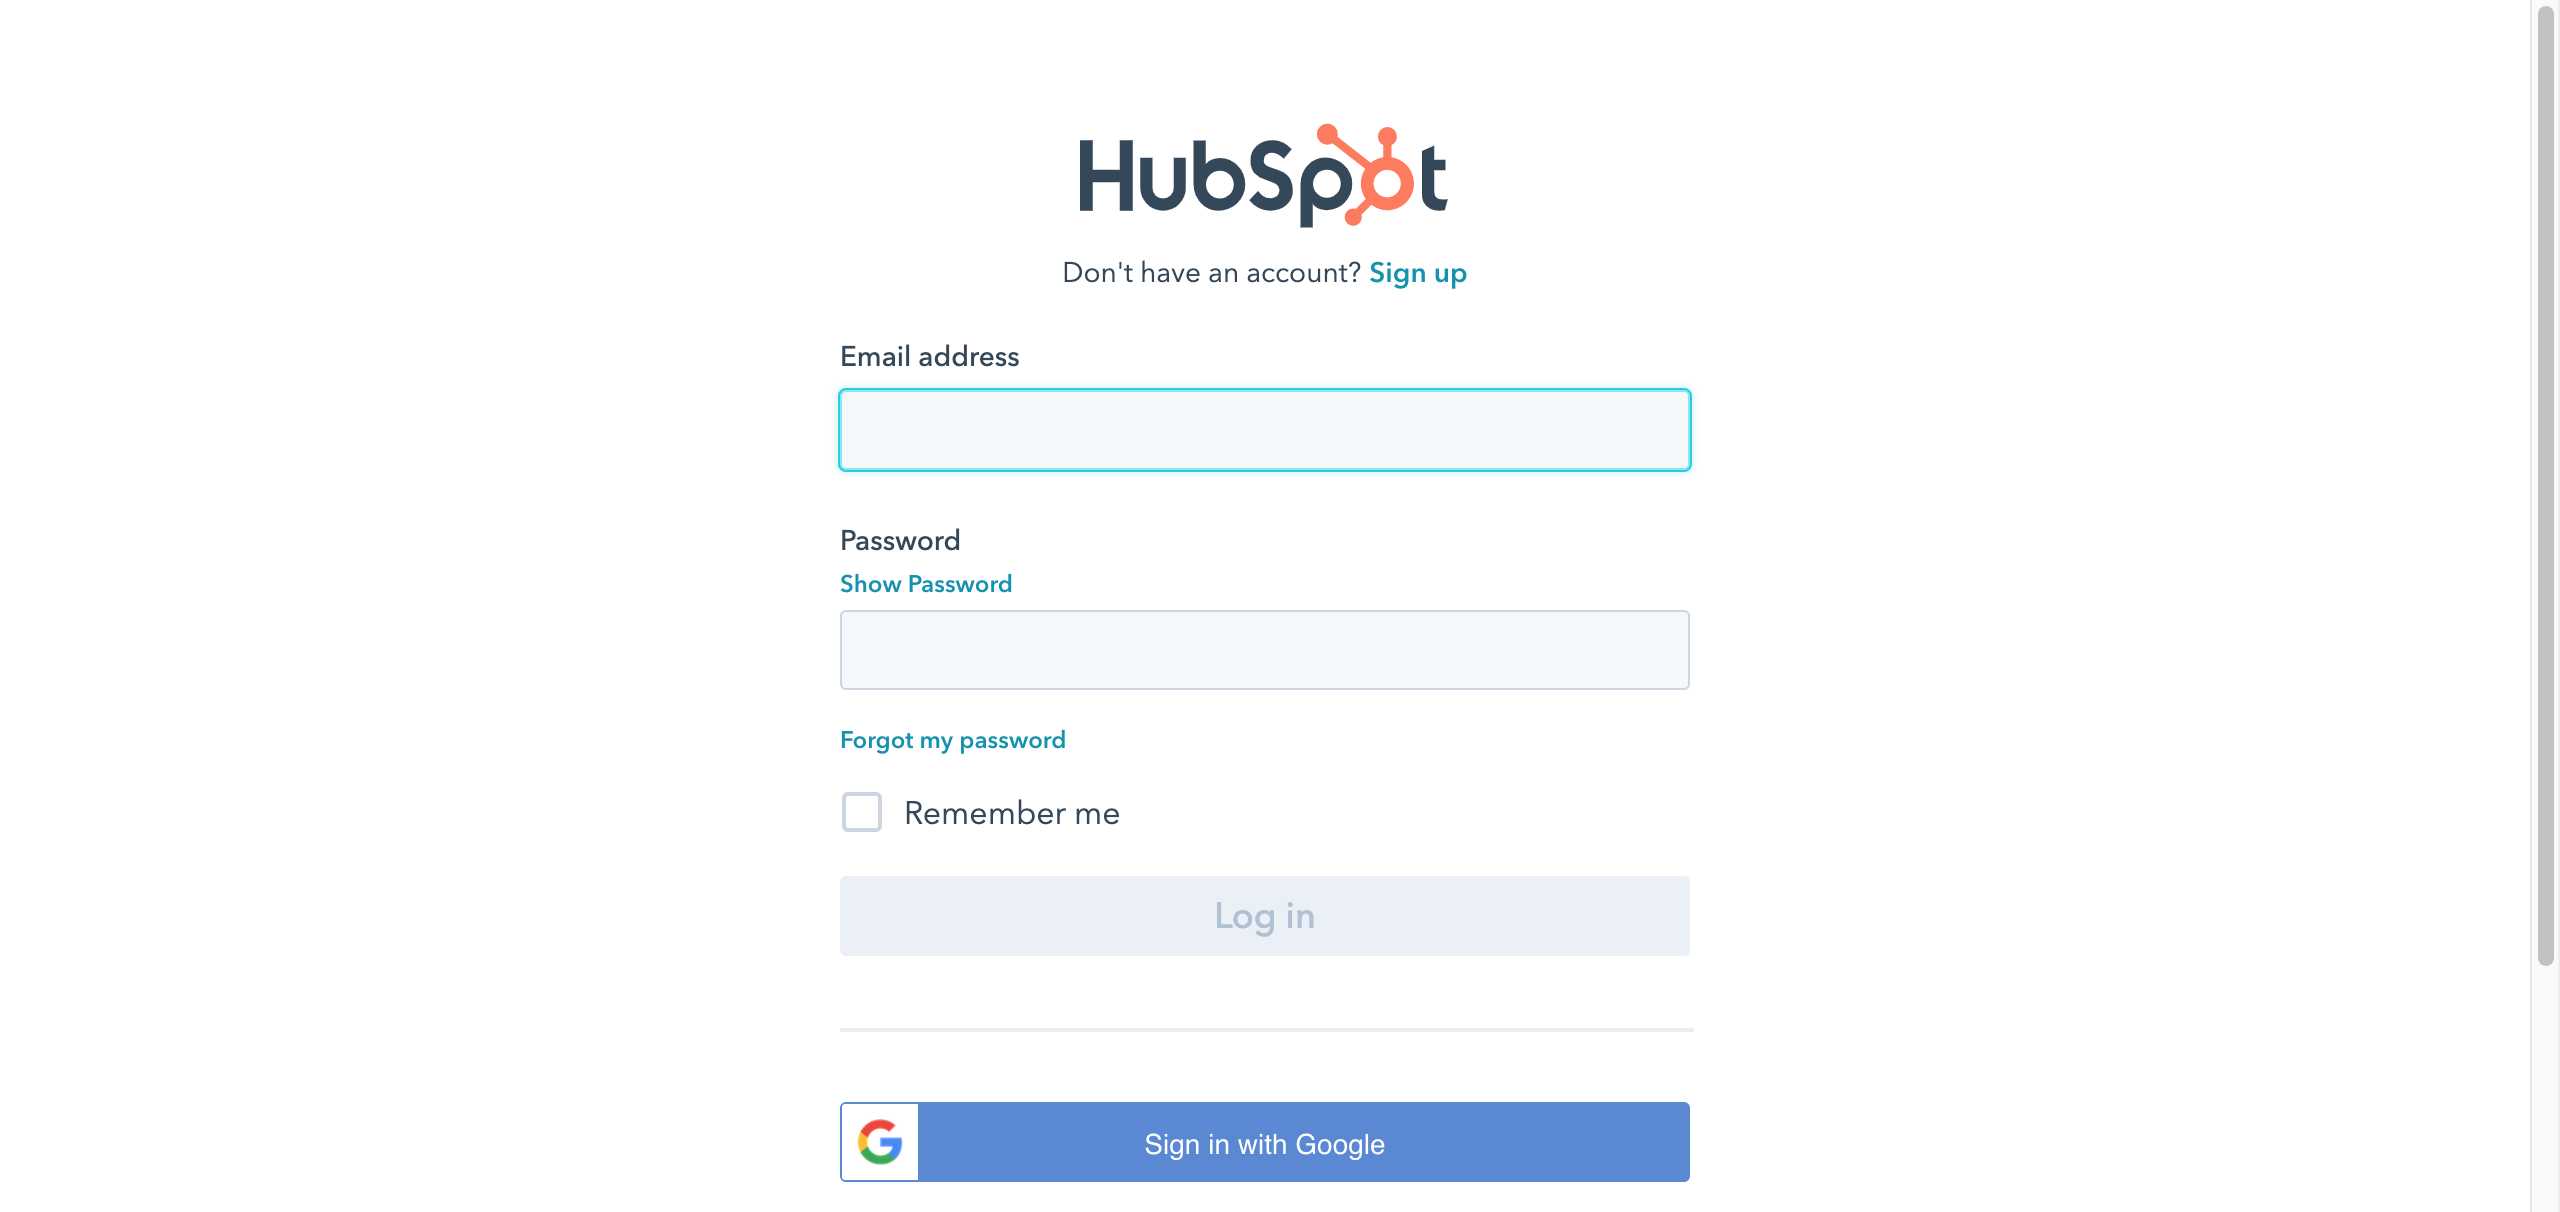 HubSpot
Don't have an account? Sign up
Email address
Password
Show Password
Forgot my password
Remember me
Log in
Sign in with Google